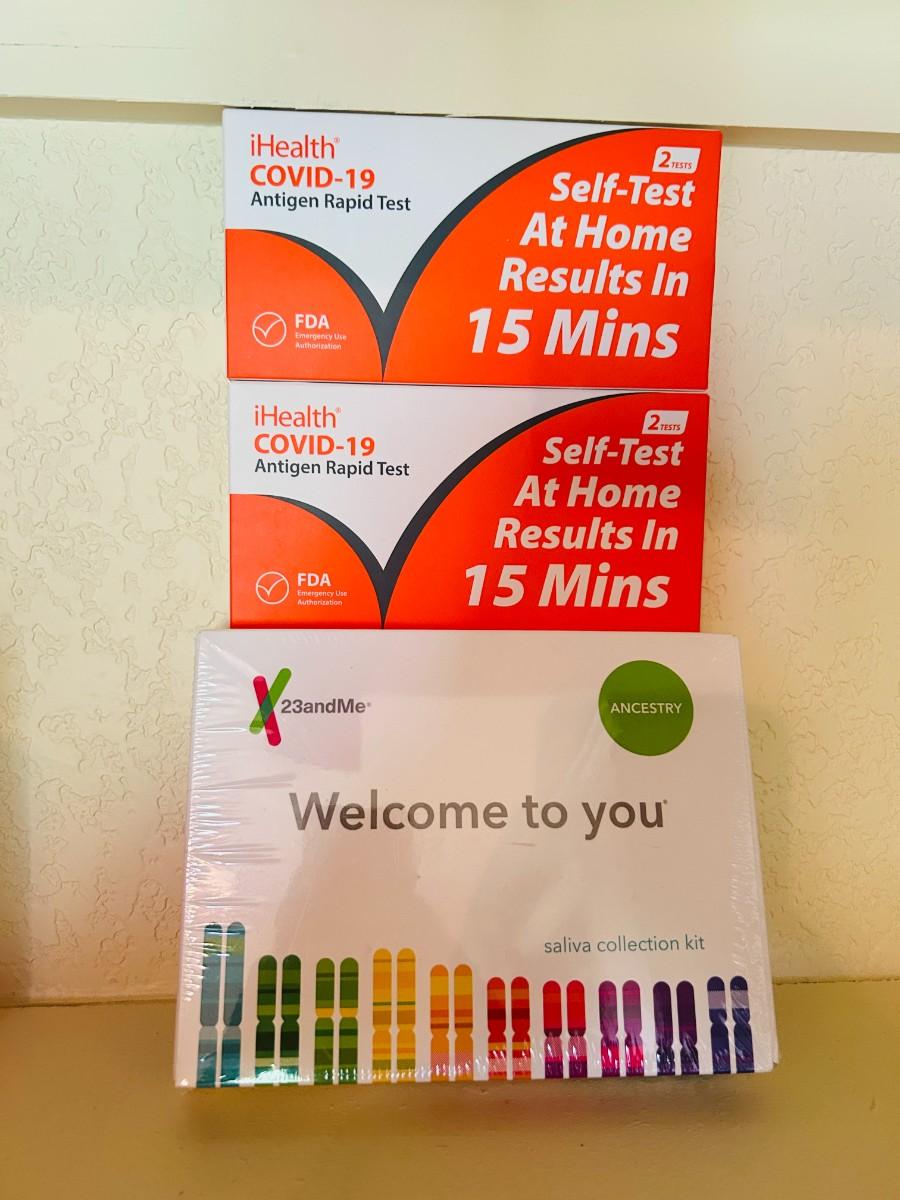 iHealth®
COVID-19
Antigen Rapid Test
2 TESTS
Self-Test
At Home
Results In
15 Mins
FDA
Emergency Use
Authorization
iHealth®
COVID-19
Antigen Rapid Test
2 TESTS
Self-Test
At Home
Results In
15 Mins
FDA
Emergency Use
Authorization
23andMe®
ANCESTRY
Welcome to you®
saliva collection kit